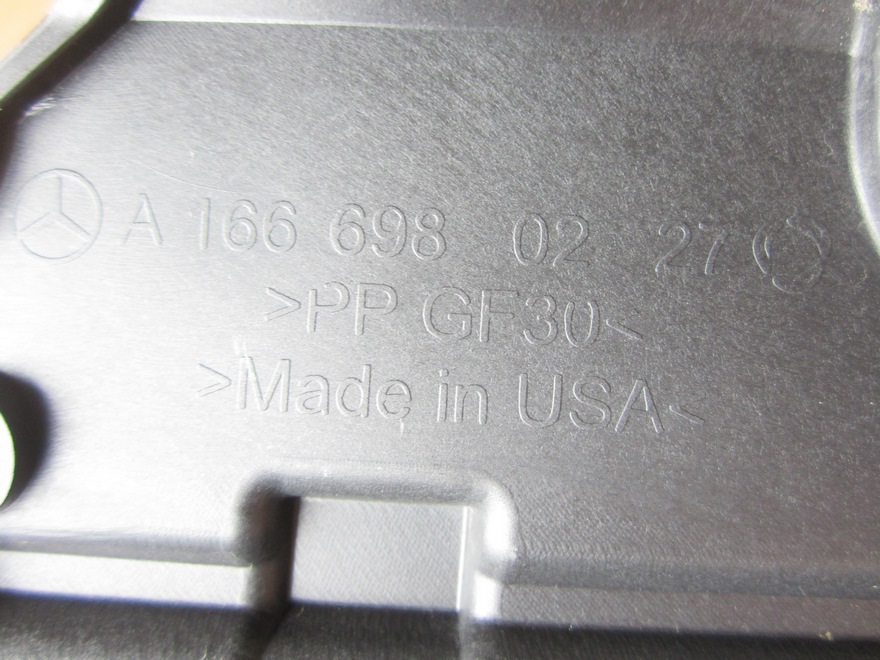 A 166 698 02 27
>PP GF30<
>Made in USA<